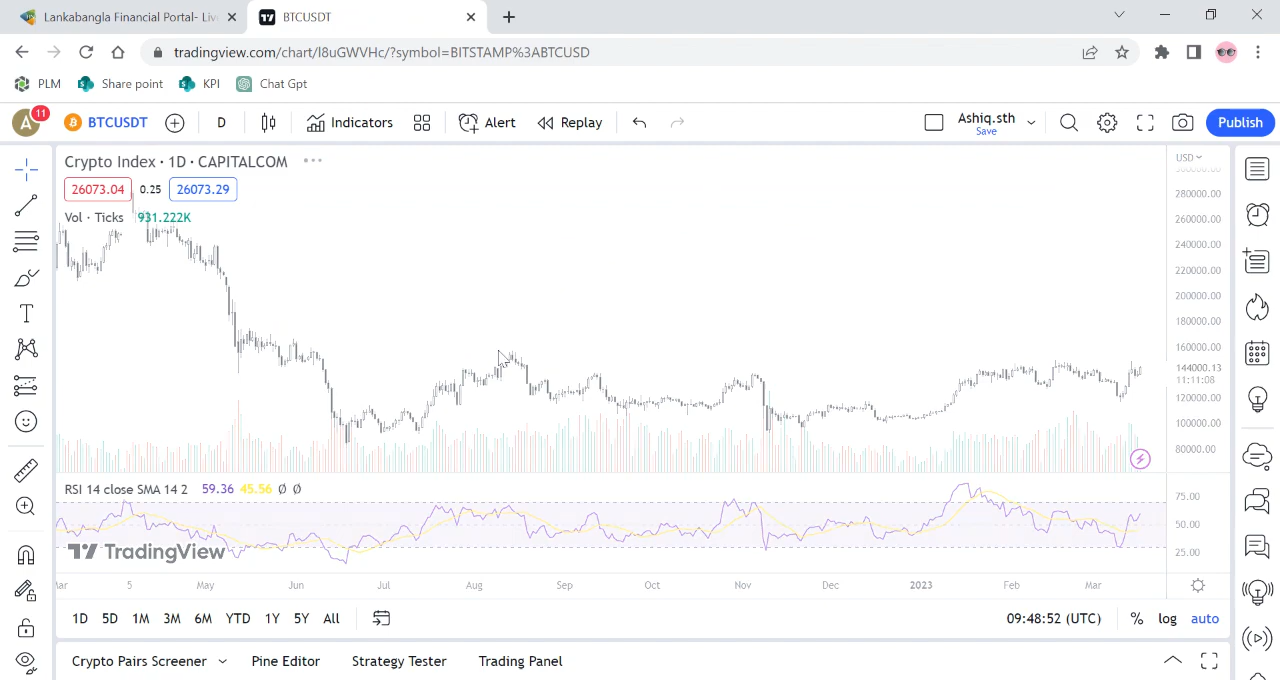 Lankabangla Financial Portal- Liv
BTCUSDT
tradingview.com/chart/l8uGWVHc/?symbol=BITSTAMP%3ABTCUSD
PLM Share point KPI Chat Gpt
A 11 BTCUSDT D Indicators Alert Replay Ashiq.sth Save Publish
Crypto Index · 1D · CAPITALCOM USD
26073.04 0.25 26073.29
Vol · Ticks 931.222K
300000.00
280000.00
260000.00
240000.00
220000.00
200000.00
180000.00
160000.00
144000.13
11:11:08
120000.00
100000.00
80000.00
RSI 14 close SMA 14 2 59.36 45.56 Ø Ø
75.00
50.00
25.00
TradingView
Mar 5 May Jun Jul Aug Sep Oct Nov Dec 2023 Feb Mar
1D 5D 1M 3M 6M YTD 1Y 5Y All 09:48:52 (UTC) % log auto
Crypto Pairs Screener Pine Editor Strategy Tester Trading Panel